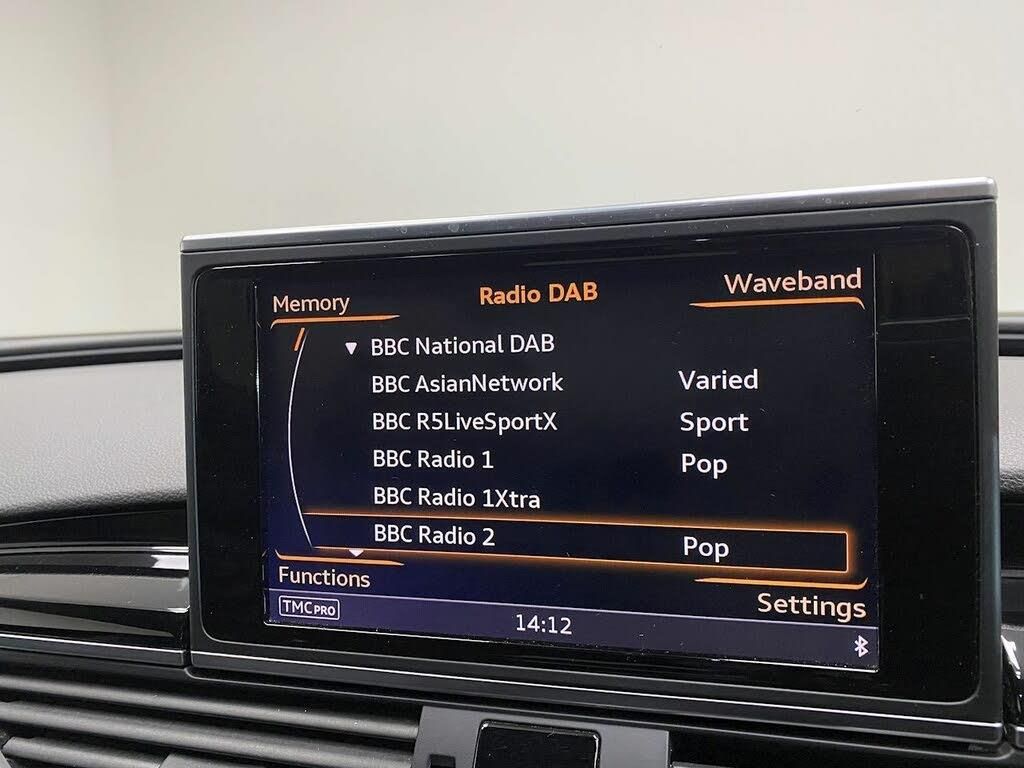 Memory Radio DAB Waveband
BBC National DAB
BBC AsianNetwork Varied
BBC R5LiveSportX Sport
BBC Radio 1 Pop
BBC Radio 1Xtra
BBC Radio 2 Pop
Functions Settings
TMC PRO 14:12